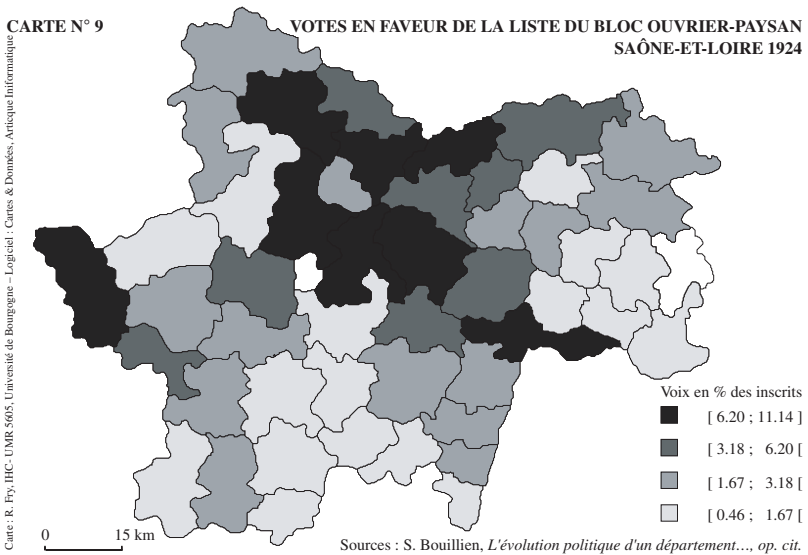 CARTE N° 9
VOTES EN FAVEUR DE LA LISTE DU BLOC OUVRIER-PAYSAN
SAÔNE-ET-LOIRE 1924
Carte : R. Fry, IHC- UMR 5605, Université de Bourgogne – Logiciel : Cartes & Données, Articque Iniformatique
Voix en % des inscrits
[ 6.20 ; 11.14 ]
[ 3.18 ; 6.20 [
[ 1.67 ; 3.18 [
[ 0.46 ; 1.67 [
0 15 km
Sources : S. Bouillien, L'évolution politique d'un département…, op. cit.